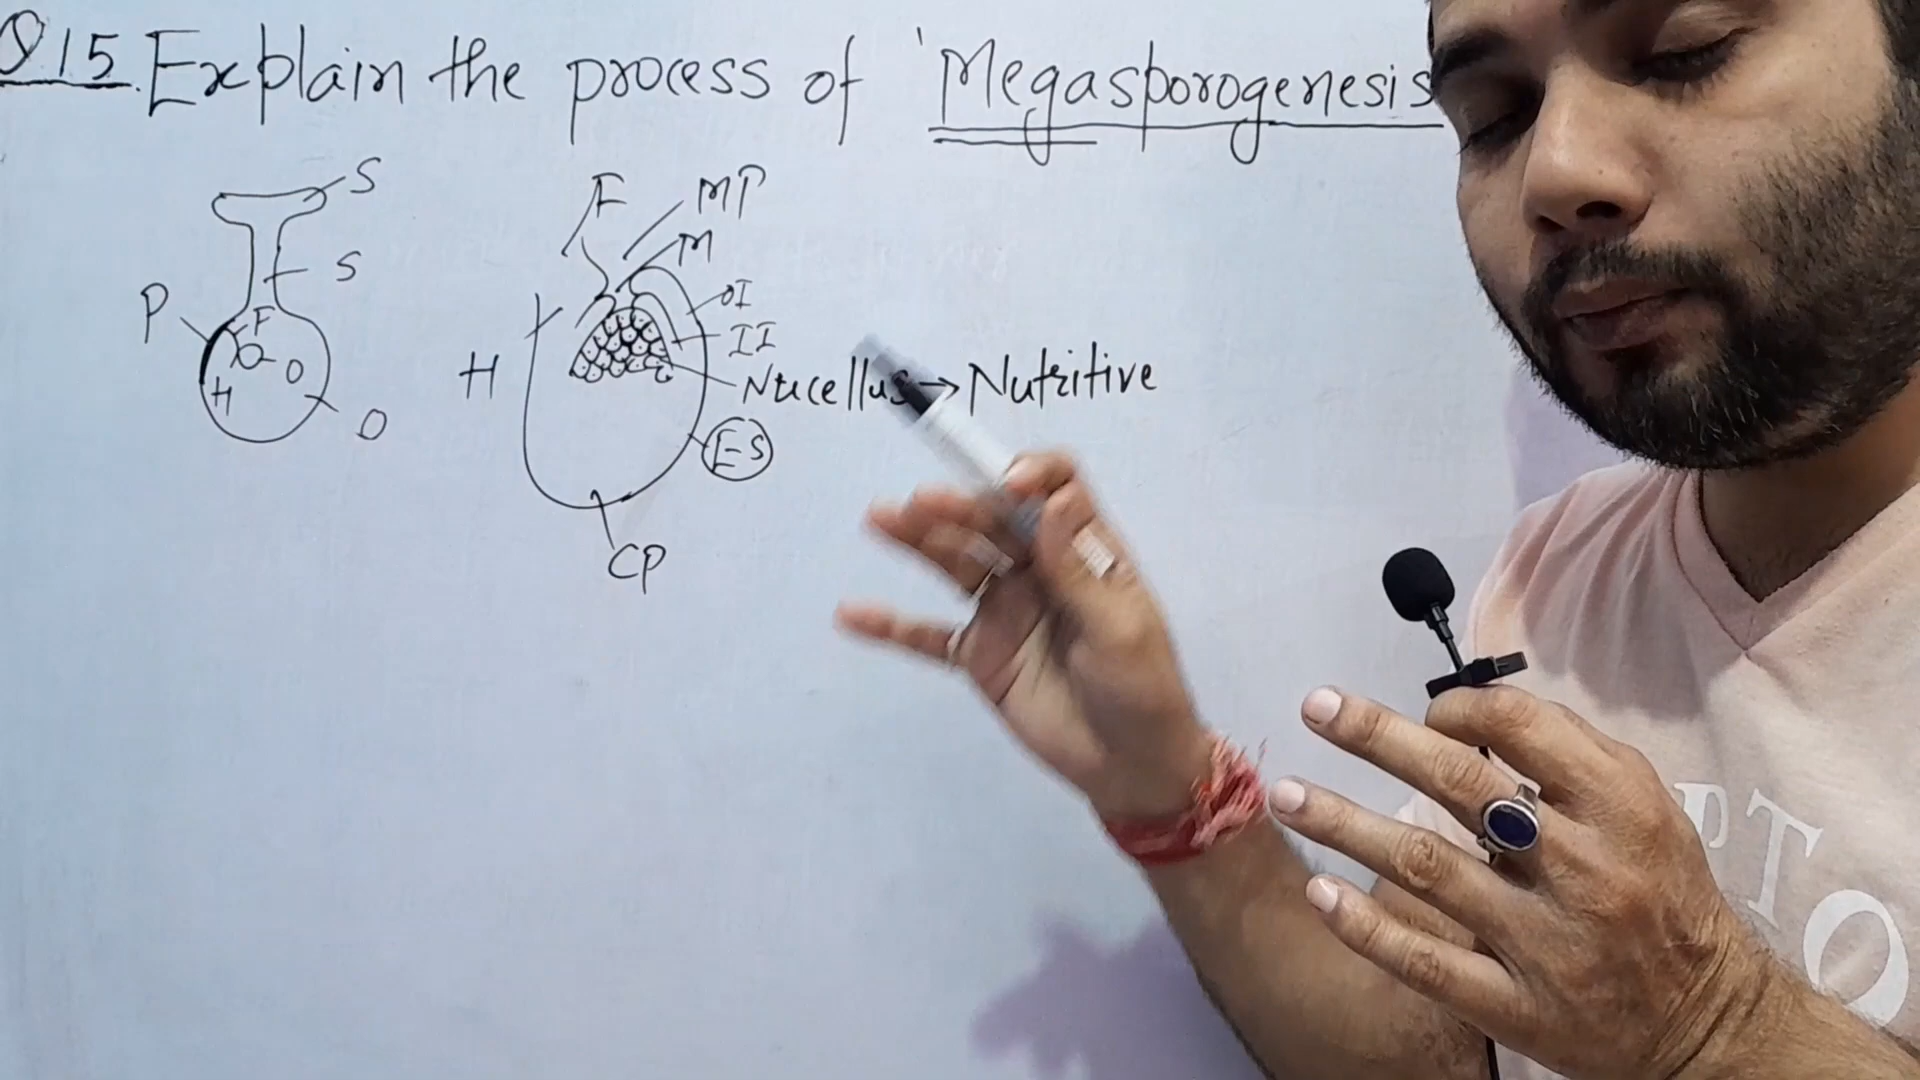 Q15. Explain the process of 'Megasporogenesis
S
S
P
F
O
H
O
F
MP
M
OI
II
H
Nucellus → Nutritive
ES
CP